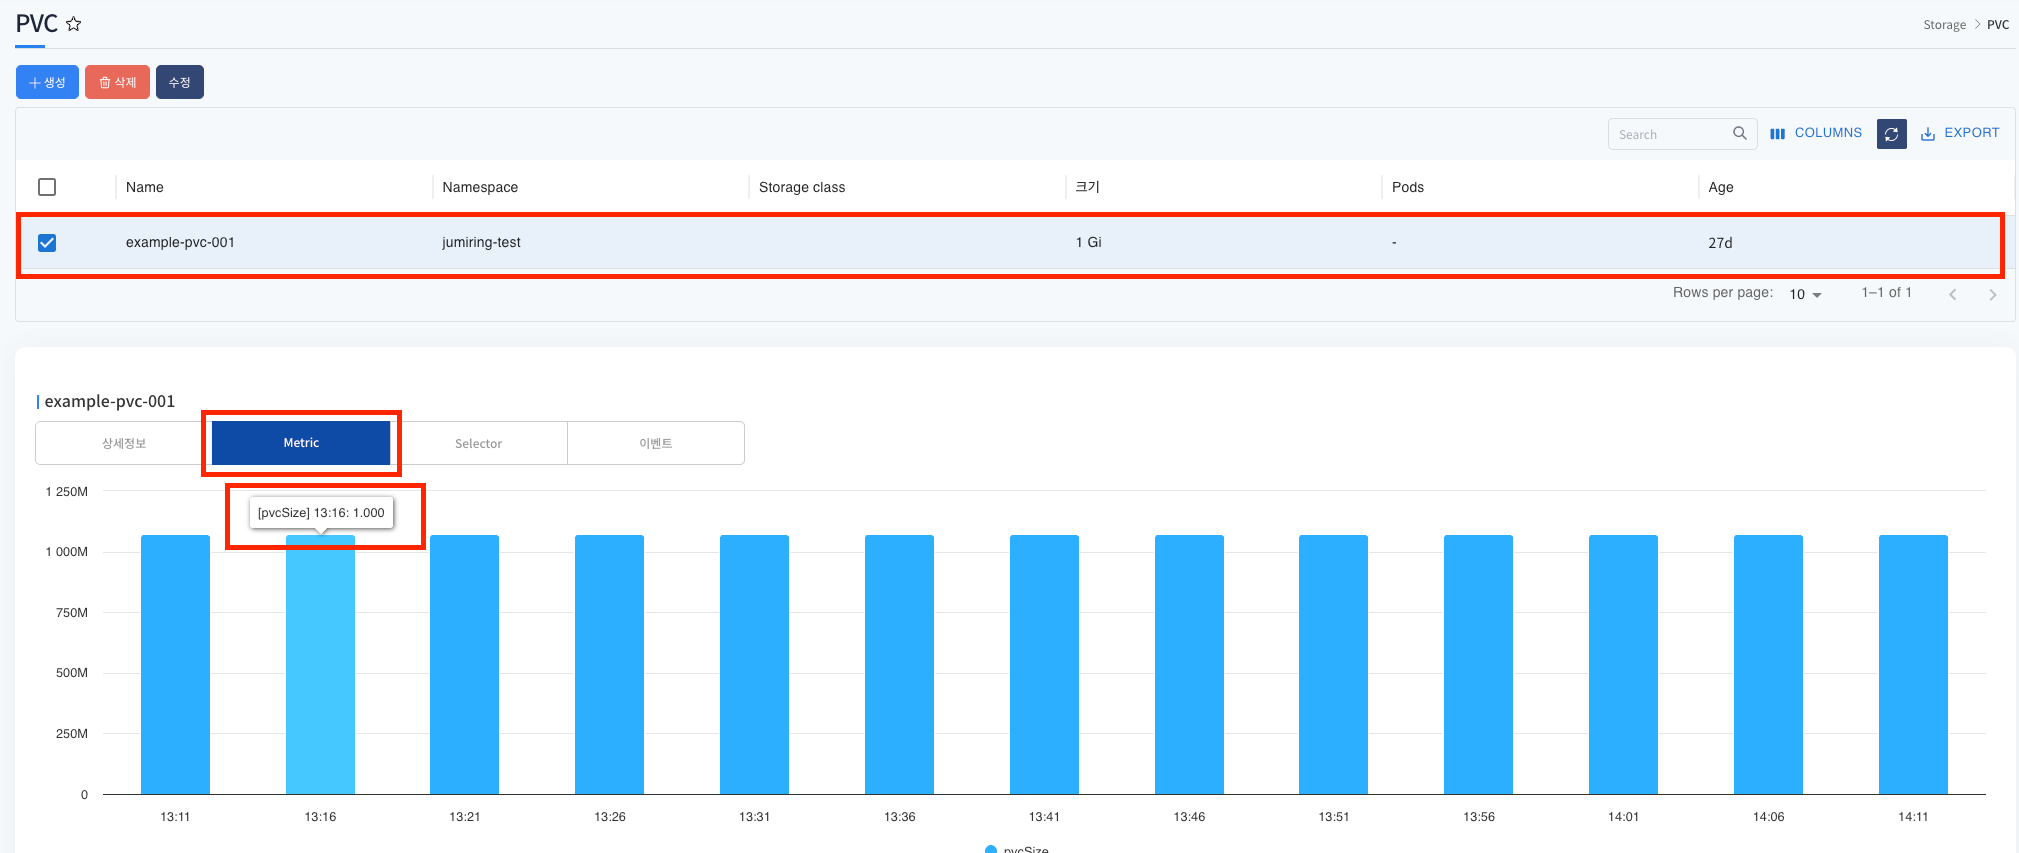 PVC
Storage > PVC
생성 삭제 수정
Search COLUMNS EXPORT
Name Namespace Storage class 크기 Pods Age
example-pvc-001 jumiring-test 1 Gi - 27d
Rows per page: 10 1–1 of 1
example-pvc-001
상세정보 Metric Selector 이벤트
[pvcSize] 13:16: 1.000
1 250M
1 000M
750M
500M
250M
0
13:11 13:16 13:21 13:26 13:31 13:36 13:41 13:46 13:51 13:56 14:01 14:06 14:11
pvcSize